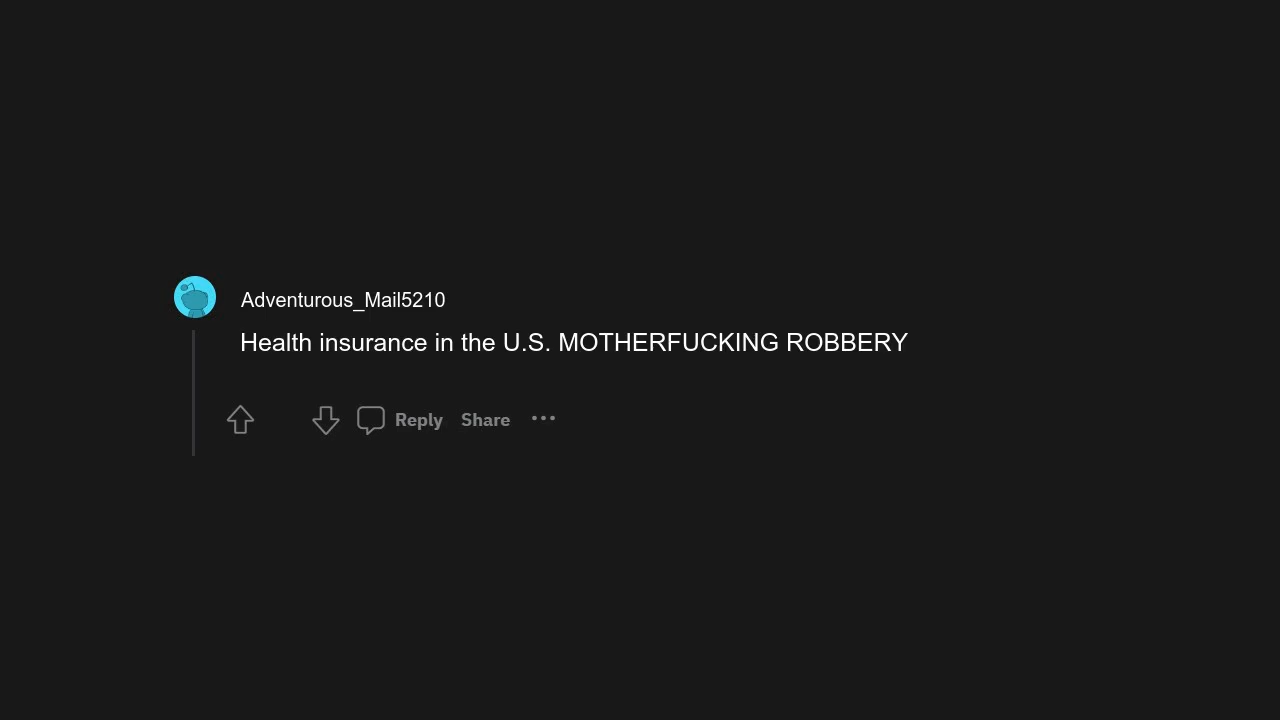 Adventurous_Mail5210
Health insurance in the U.S. MOTHERFUCKING ROBBERY
Reply Share